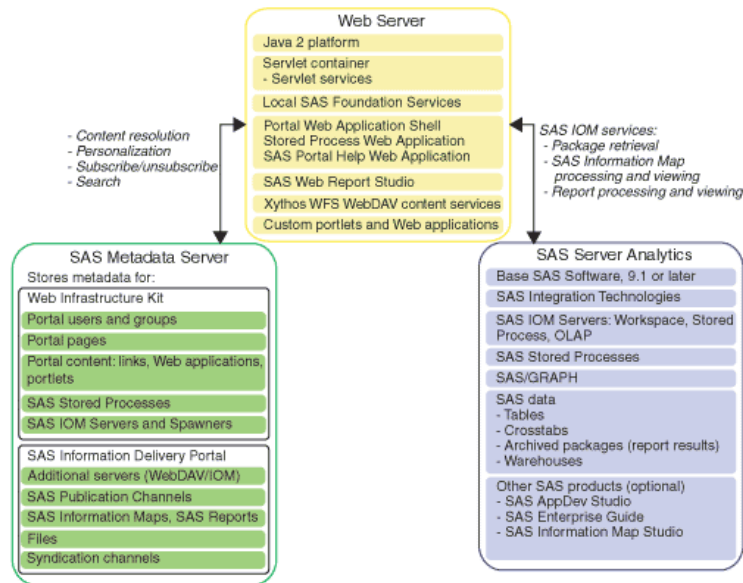 Web Server
Java 2 platform
Servlet container
- Servlet services
Local SAS Foundation Services
Portal Web Application Shell
Stored Process Web Application
SAS Portal Help Web Application
SAS Web Report Studio
Xythos WFS WebDAV content services
Custom portlets and Web applications
- Content resolution
- Personalization
- Subscribe/unsubscribe
- Search
SAS IOM services:
- Package retrieval
- SAS Information Map
processing and viewing
- Report processing and viewing
SAS Metadata Server
Stores metadata for:
Web Infrastructure Kit
Portal users and groups
Portal pages
Portal content: links, Web applications,
portlets
SAS Stored Processes
SAS IOM Servers and Spawners
SAS Information Delivery Portal
Additional servers (WebDAV/IOM)
SAS Publication Channels
SAS Information Maps, SAS Reports
Files
Syndication channels
SAS Server Analytics
Base SAS Software, 9.1 or later
SAS Integration Technologies
SAS IOM Servers: Workspace, Stored
Process, OLAP
SAS Stored Processes
SAS/GRAPH
SAS data
- Tables
- Crosstabs
- Archived packages (report results)
- Warehouses
Other SAS products (optional)
- SAS AppDev Studio
- SAS Enterprise Guide
- SAS Information Map Studio